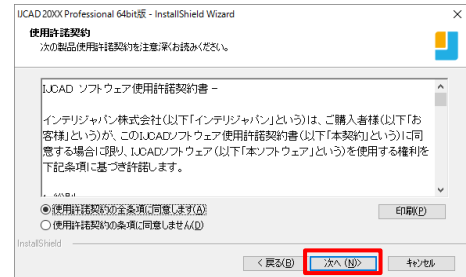 IJCAD 20XX Professional 64bit版 - InstallShield Wizard
使用許諾契約
次の製品使用許諾契約を注意深くお読みください。
IJCAD ソフトウェア使用許諾契約書 –
インテリジャパン株式会社(以下「インテリジャパン」という)は、ご購入者様(以下「お
客様」という)が、このIJCADソフトウェア使用許諾契約書(以下「本契約」という)に同
意する場合に限り、IJCADソフトウェア(以下「本ソフトウェア」という)を使用する権利を
下記条項に基づき許諾します。
使用許諾契約の全条項に同意します(A)
印刷(P)
使用許諾契約の条項に同意しません(D)
InstallShield
< 戻る(B)
次へ (N)>
キャンセル